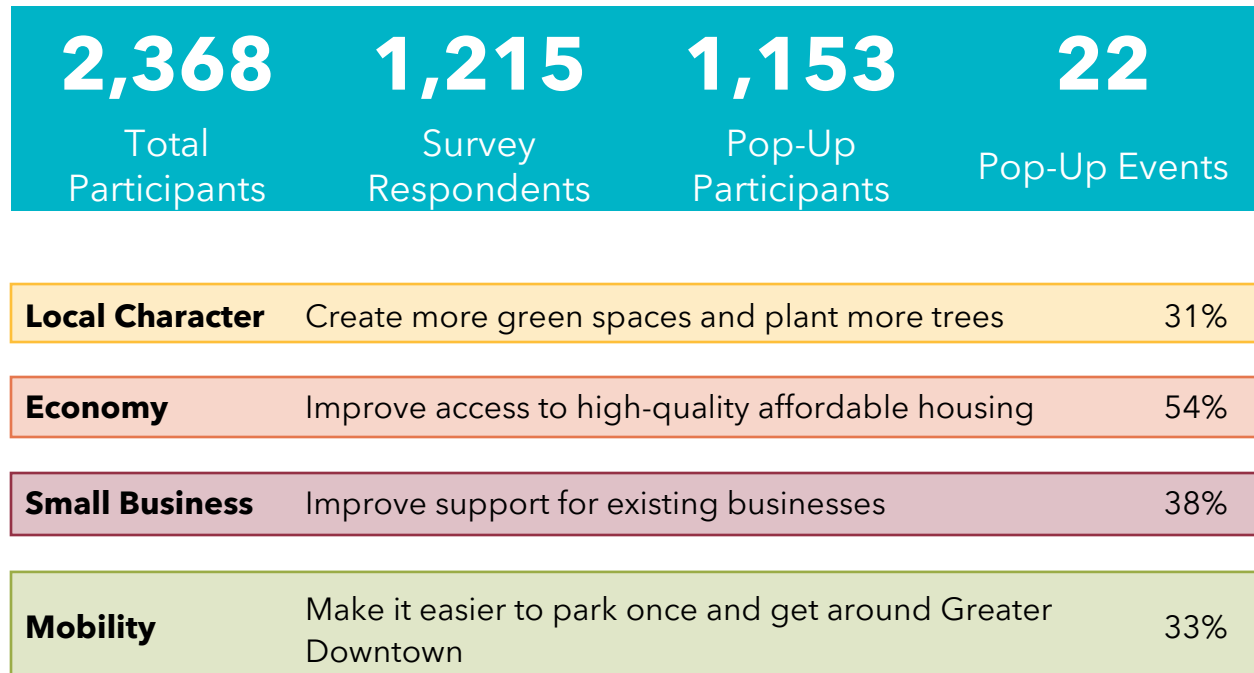 2,368
Total
Participants
1,215
Survey
Respondents
1,153
Pop-Up
Participants
22
Pop-Up Events
Local Character Create more green spaces and plant more trees 31%
Economy Improve access to high-quality affordable housing 54%
Small Business Improve support for existing businesses 38%
Mobility Make it easier to park once and get around Greater
Downtown 33%